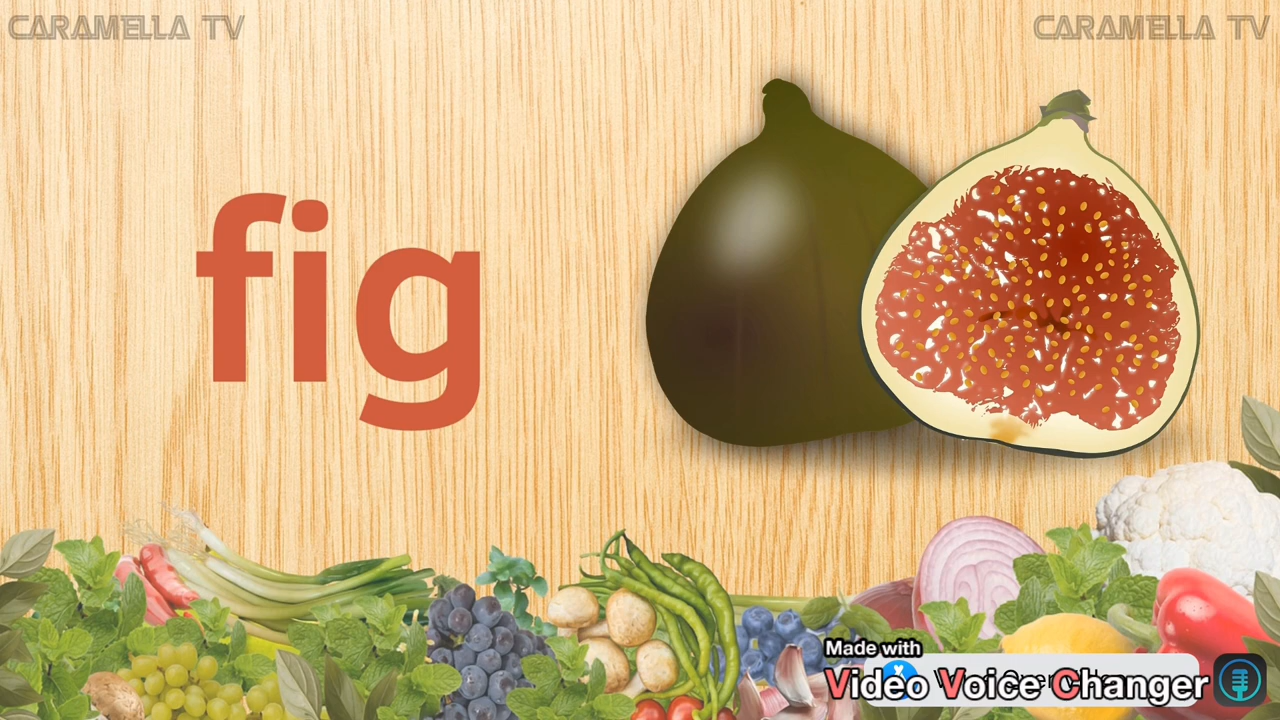 CARAMELLA TV
CARAMELLA TV
fig
Made with
Video Voice Changer